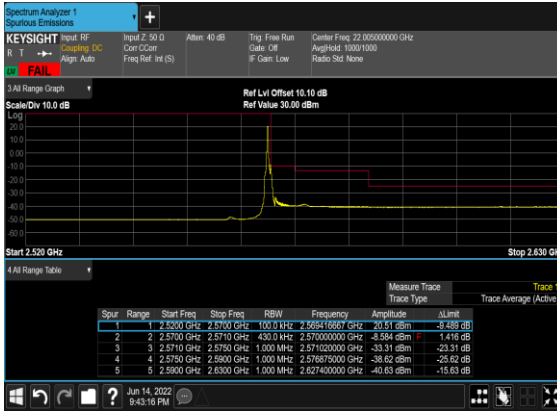 Spectrum Analyzer 1
Spurious Emissions
+
KEYSIGHT Input: RF Input Z: 50 Ω Atten: 40 dB Trig: Free Run Center Freq: 22.005000000 GHz
R T Coupling: DC Corr CCorr Gate: Off Avg|Hold: 1000/1000
Align: Auto Freq Ref: Int (S) IF Gain: Low Radio Std: None
FAIL
3 All Range Graph
Ref Lvl Offset 10.10 dB
Scale/Div 10.0 dB Ref Value 30.00 dBm
Log
20.0
10.0
0.00
-10.0
-20.0
-30.0
-40.0
-50.0
-60.0
Start 2.520 GHz Stop 2.630 GH
4 All Range Table
Measure Trace Trace 1
Trace Type Trace Average (Active
Spur Range Start Freq Stop Freq RBW Frequency Amplitude ΔLimit
1 1 2.5200 GHz 2.5700 GHz 100.0 kHz 2.569416667 GHz 20.51 dBm -9.489 dB
2 2 2.5700 GHz 2.5710 GHz 430.0 kHz 2.570000000 GHz -8.584 dBm F 1.416 dB
3 3 2.5710 GHz 2.5750 GHz 1.000 MHz 2.571020000 GHz -33.31 dBm -23.31 dB
4 4 2.5750 GHz 2.5900 GHz 1.000 MHz 2.576875000 GHz -38.62 dBm -25.62 dB
5 5 2.5900 GHz 2.6300 GHz 1.000 MHz 2.627400000 GHz -40.63 dBm -15.63 dB
? Jun 14, 2022
9:43:16 PM